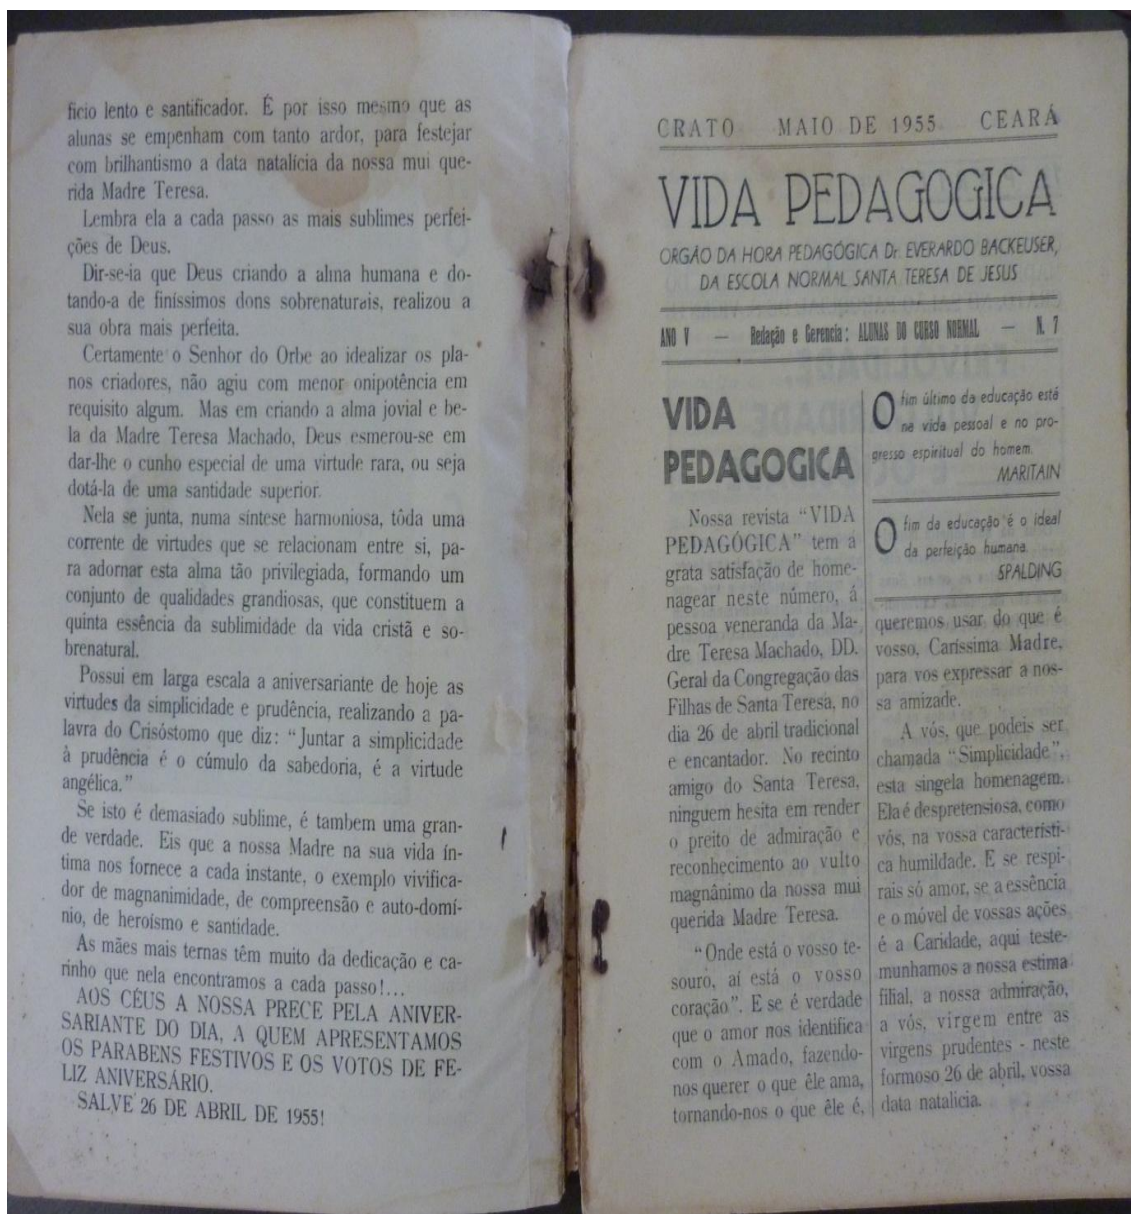 ficio lento e santificador. É por isso mesmo que as
alunas se empenham com tanto ardor, para festejar
com brilhantismo a data natalícia da nossa mui que-
rida Madre Teresa.
Lembra ela a cada passo as mais sublimes perfei-
ções de Deus.
Dir-se-ia que Deus criando a alma humana e do-
tando-a de finíssimos dons sobrenaturais, realizou a
sua obra mais perfeita.
Certamente o Senhor do Orbe ao idealizar os pla-
nos criadores, não agiu com menor onipotência em
requisito algum. Mas em criando a alma jovial e be-
la da Madre Teresa Machado, Deus esmerou-se em
dar-lhe o cunho especial de uma virtude rara, ou seja
dotá-la de uma santidade superior.
Nela se junta, numa síntese harmoniosa, tôda uma
corrente de virtudes que se relacionam entre si, pa-
ra adornar esta alma tão privilegiada, formando um
conjunto de qualidades grandiosas, que constituem a
quinta essência da sublimidade da vida cristã e so-
brenatural.
Possui em larga escala a aniversariante de hoje as
virtudes da simplicidade e prudência, realizando a pa-
lavra do Crisóstomo que diz: “Juntar a simplicidade
à prudência é o cúmulo da sabedoria, é a virtude
angélica.”
Se isto é demasiado sublime, é tambem uma gran-
de verdade. Eis que a nossa Madre na sua vida ín-
tima nos fornece a cada instante, o exemplo vivifica-
dor de magnanimidade, de compreensão e auto-domí-
nio, de heroísmo e santidade.
As mães mais ternas têm muito da dedicação e ca-
rinho que nela encontramos a cada passo!...
AOS CÉUS A NOSSA PRECE PELA ANIVER-
SARIANTE DO DIA, A QUEM APRESENTAMOS
OS PARABENS FESTIVOS E OS VOTOS DE FE-
LIZ ANIVERSÁRIO.
SALVE 26 DE ABRIL DE 1955!
CRATO MAIO DE 1955 CEARÁ
VIDA PEDAGOGICA
ORGÃO DA HORA PEDAGÓGICA Dr. EVERARDO BACKEUSER,
DA ESCOLA NORMAL SANTA TERESA DE JESUS
ANO V — Redação e Gerencia: ALUNAS DO CURSO NORMAL — N. 7
VIDA
PEDAGOGICA
Nossa revista “VIDA
PEDAGÓGICA” tem a
grata satisfação de home-
nagear neste número, á
pessoa veneranda da Ma-
dre Teresa Machado, DD.
Geral da Congregação das
Filhas de Santa Teresa, no
dia 26 de abril tradicional
e encantador. No recinto
amigo do Santa Teresa,
ninguem hesita em render
o preito de admiração e
reconhecimento ao vulto
magnânimo da nossa mui
querida Madre Teresa.
“Onde está o vosso te-
souro, aí está o vosso
coração”. E se é verdade
que o amor nos identifica
com o Amado, fazendo-
nos querer o que êle ama,
tornando-nos o que êle é,
O fim último da educação está
na vida pessoal e no pro-
gresso espiritual do homem.
MARITAIN
O fim da educação é o ideal
da perfeição humana.
SPALDING
queremos usar do que é
vosso, Caríssima Madre,
para vos expressar a nos-
sa amizade.
A vós, que podeis ser
chamada “Simplicidade”,
esta singela homenagem.
Ela é despretensiosa, como
vós, na vossa característi-
ca humildade. E se respi-
rais só amor, se a essência
e o móvel de vossas ações
é a Caridade, aqui teste-
munhamos a nossa estima
filial, a nossa admiração,
a vós, virgem entre as
virgens prudentes - neste
formoso 26 de abril, vossa
data natalicia.